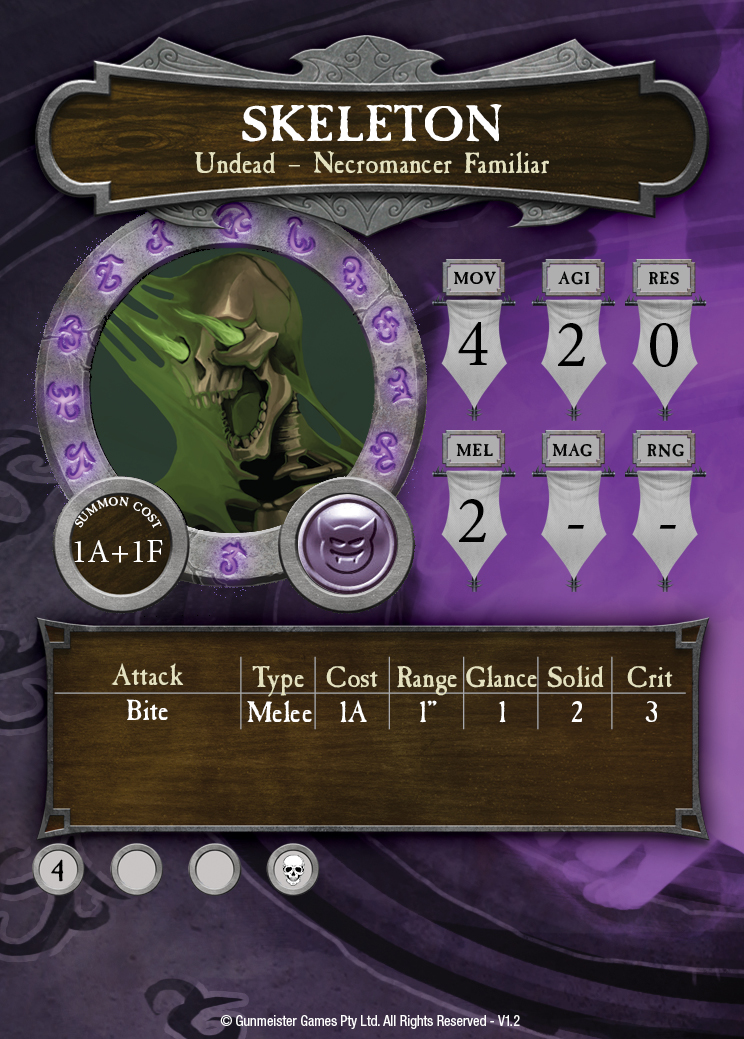 SKELETON
Undead – Necromancer Familiar
MOV AGI RES
4 2 0
MEL MAG RNG
2 - -
SUMMON COST
1A+1F
Attack Type Cost Range Glance Solid Crit
Bite Melee 1A 1” 1 2 3
4
© Gunmeister Games Pty Ltd. All Rights Reserved - V1.2